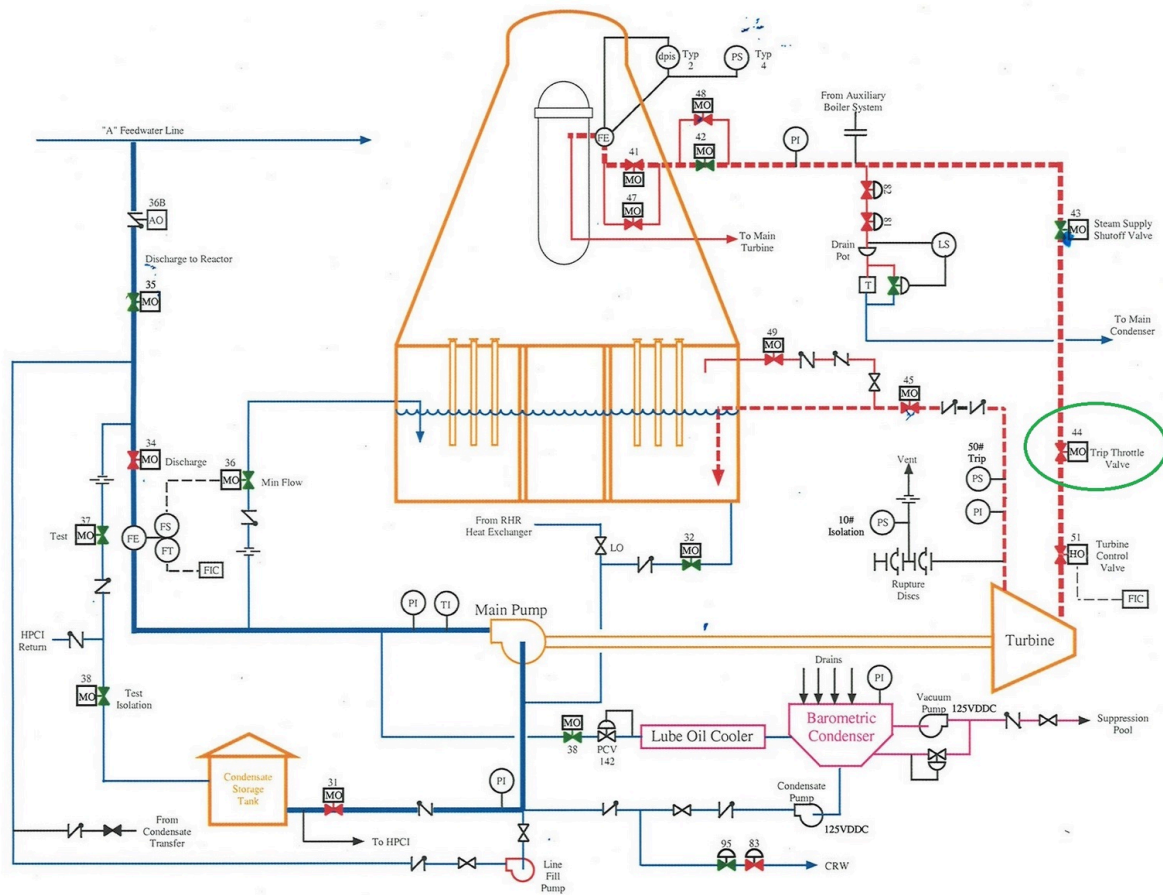 dpis
Typ
2
PS
Typ
4
From Auxiliary
Boiler System
48
MO
"A" Feedwater Line
FE
42
MO
PI
41
MO
47
MO
82
81
36B
AO
43
MO
Steam Supply
Shutoff Valve
To Main
Turbine
Drain
Pot
LS
Discharge to Reactor
35
MO
T
To Main
Condenser
49
MO
45
MO
34
MO
Discharge
36
MO
Min Flow
44
MO
Trip Throttle
Valve
50#
Trip
PS
PI
Vent
10#
Isolation
PS
37
MO
Test
FE
FS
FT
FIC
From RHR
Heat Exchanger
LO
32
MO
Rupture
Discs
51
HO
Turbine
Control
Valve
FIC
PI
TI
Main Pump
Turbine
HPCI
Return
38
MO
Test
Isolation
Drains
PI
Vacuum
Pump
125VDDC
Barometric
Condenser
Suppression
Pool
MO
38
PCV
142
Lube Oil Cooler
Condensate
Storage
Tank
31
MO
PI
Condensate
Pump
125VDDC
From
Condensate
Transfer
To HPCI
Line
Fill
Pump
95
83
CRW